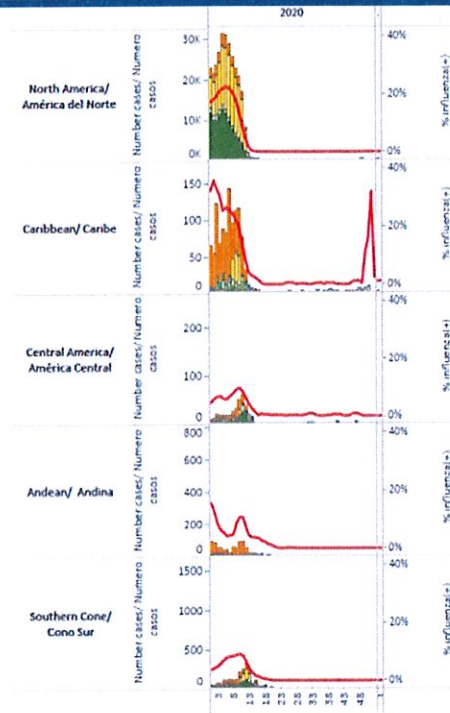 2020
North America/
América del Norte
Number cases/ Numero
casos
30K
20K
10K
0K
40%
20%
0%
% influenza(+)
Caribbean/ Caribe
Number cases/ Numero
casos
150
100
50
0
40%
20%
0%
% influenza(+)
Central America/
América Central
Number cases/ Numero
casos
200
100
0
40%
20%
0%
% influenza(+)
Andean/ Andina
Number cases/ Numero
casos
800
600
400
200
0
40%
20%
0%
% influenza(+)
Southern Cone/
Cono Sur
Number cases/ Numero
casos
1500
1000
500
0
40%
20%
0%
% influenza(+)